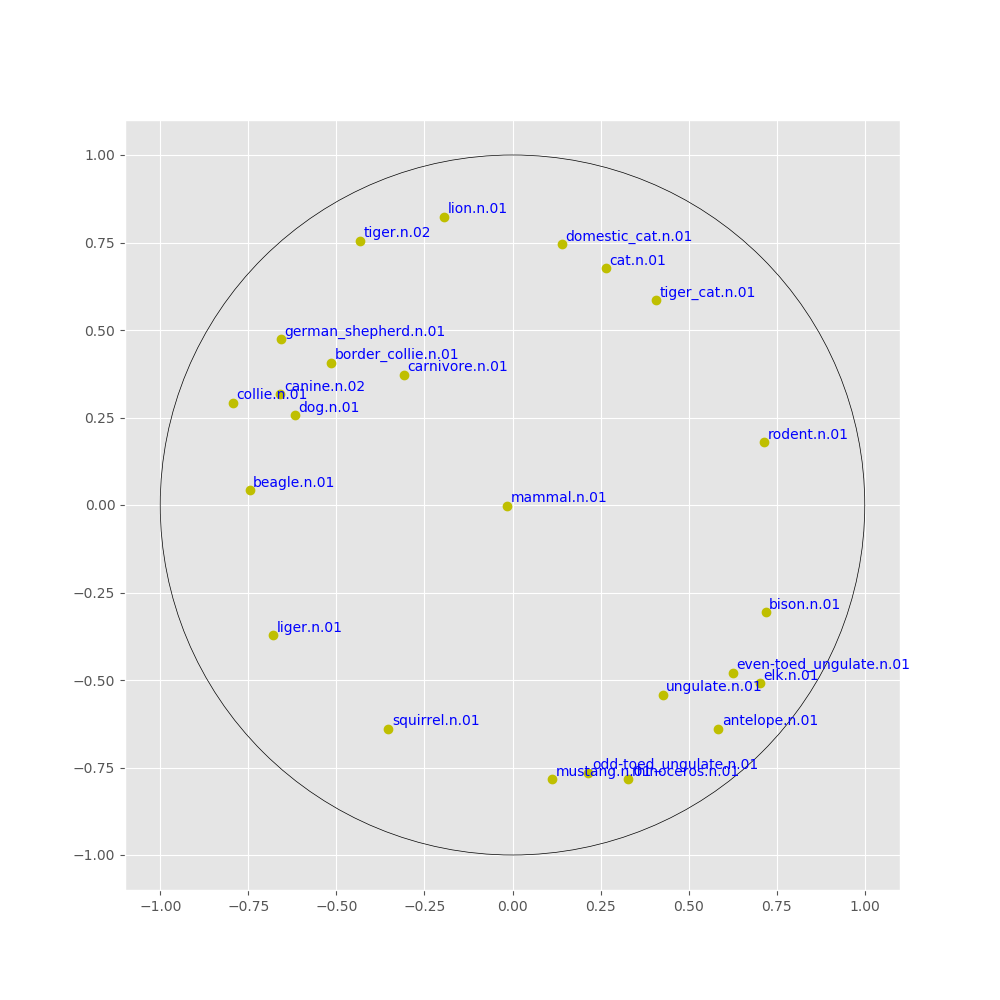 1.00
lion.n.01
tiger.n.02
domestic_cat.n.01
0.75
cat.n.01
tiger_cat.n.01
german_shepherd.n.01
0.50
border_collie.n.01
carnivore.n.01
canine.n.02
collie.n.01
dog.n.01
0.25
rodent.n.01
beagle.n.01
mammal.n.01
0.00
−0.25
bison.n.01
liger.n.01
even-toed_ungulate.n.01
elk.n.01
−0.50
ungulate.n.01
squirrel.n.01
antelope.n.01
odd-toed_ungulate.n.01
−0.75
mustang.n.01
rhinoceros.n.01
−1.00
−1.00 −0.75 −0.50 −0.25 0.00 0.25 0.50 0.75 1.00